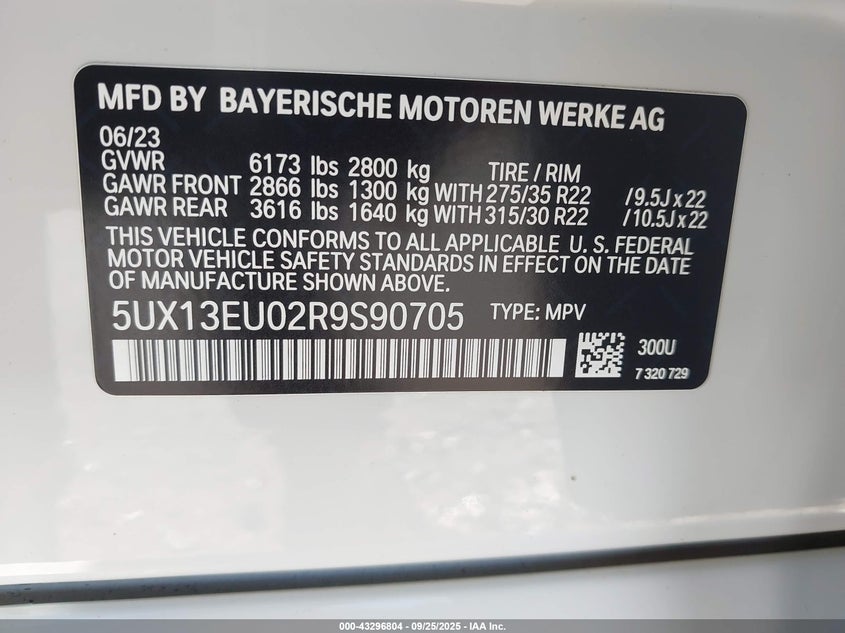 MFD BY BAYERISCHE MOTOREN WERKE AG
06/23
GVWR 6173 lbs 2800 kg TIRE / RIM
GAWR FRONT 2866 lbs 1300 kg WITH 275/35 R22 /9.5J x 22
GAWR REAR 3616 lbs 1640 kg WITH 315/30 R22 /10.5J x 22
THIS VEHICLE CONFORMS TO ALL APPLICABLE U. S. FEDERAL
MOTOR VEHICLE SAFETY STANDARDS IN EFFECT ON THE DATE
OF MANUFACTURE SHOWN ABOVE.
5UX13EU02R9S90705 TYPE: MPV
300U
7 320 729
000-43296804 - 09/25/2025 - IAA Inc.